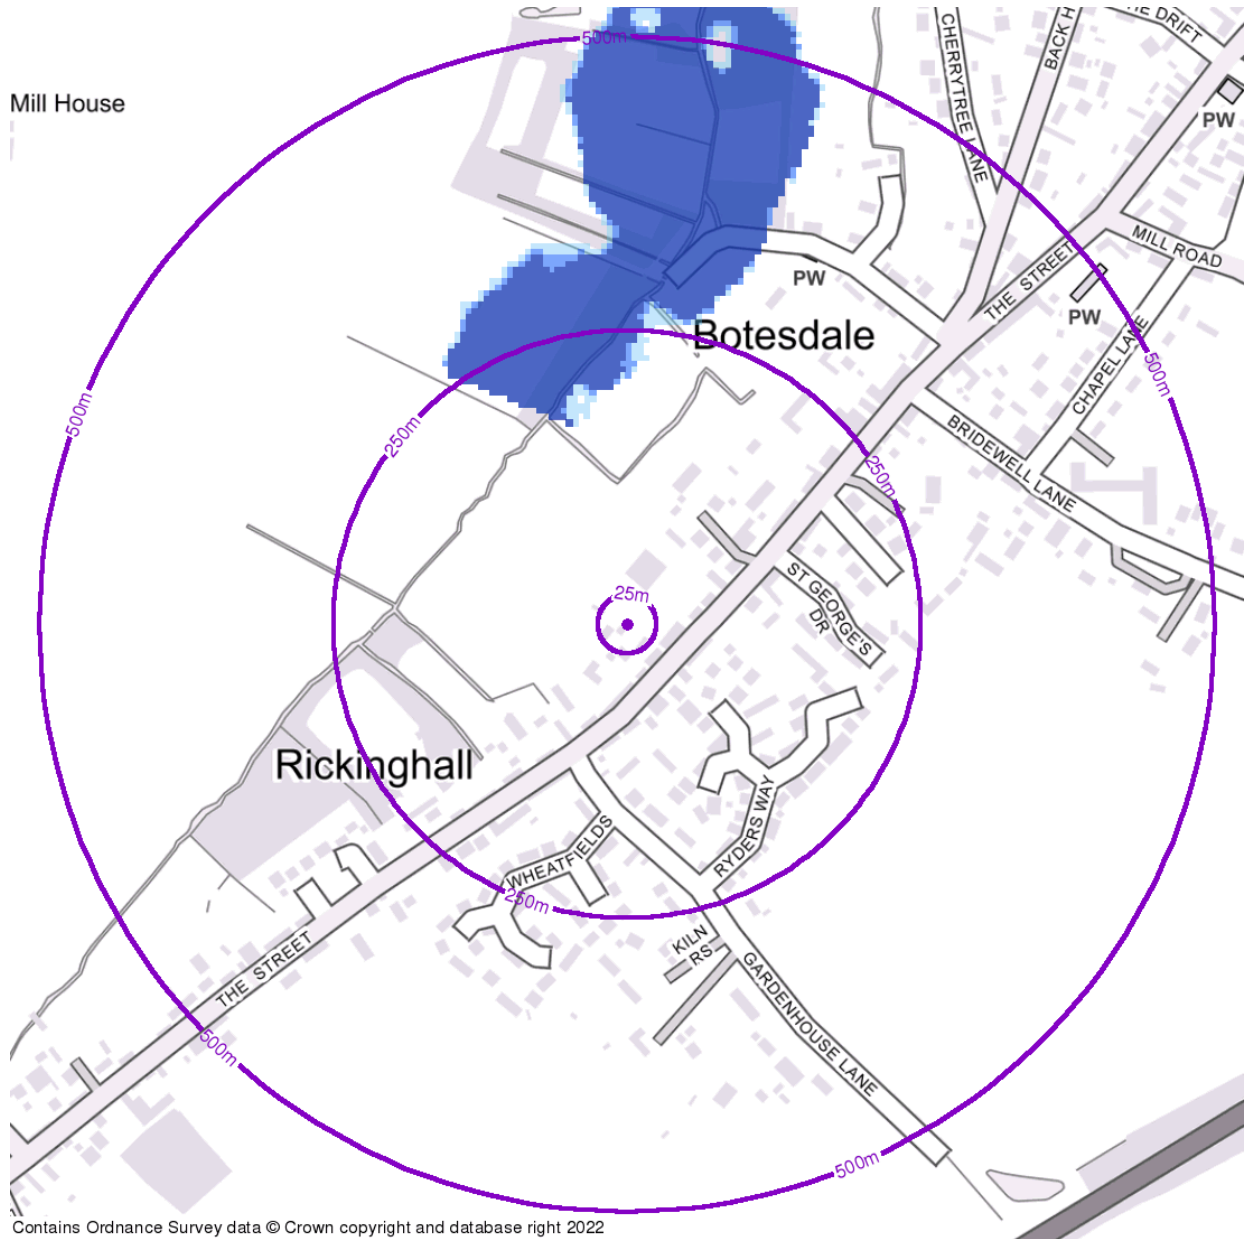 THE DRIFT
500m
CHERRYTREE LANE
BACK H
Mill House
PW
MILL ROAD
THE STREET
PW
PW
Botesdale
CHAPEL LANE
500m
500m
250m
250m
BRIDEWELL LANE
25m
ST GEORGE'S
DR
Rickinghall
RYDERS WAY
WHEATFIELDS
250m
KILN
RS
THE STREET
GARDENHOUSE LANE
500m
500m
Contains Ordnance Survey data © Crown copyright and database right 2022